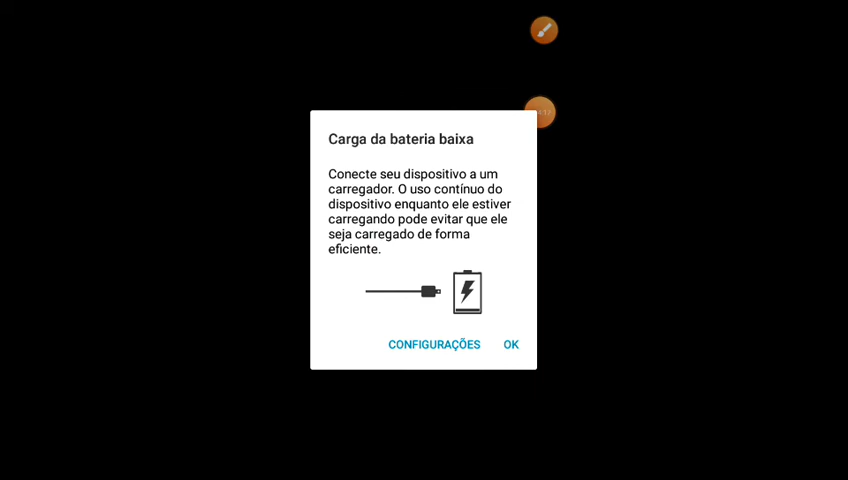 Carga da bateria baixa
Conecte seu dispositivo a um
carregador. O uso contínuo do
dispositivo enquanto ele estiver
carregando pode evitar que ele
seja carregado de forma
eficiente.
CONFIGURAÇÕES OK